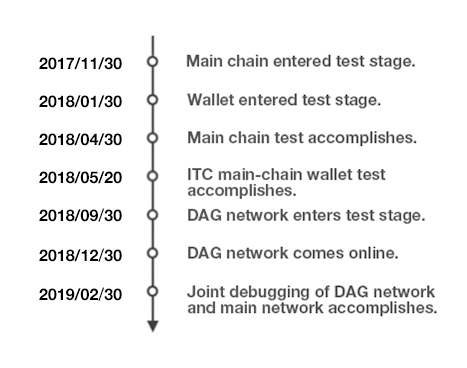 2017/11/30 Main chain entered test stage.
2018/01/30 Wallet entered test stage.
2018/04/30 Main chain test accomplishes.
2018/05/20 ITC main-chain wallet test
accomplishes.
2018/09/30 DAG network enters test stage.
2018/12/30 DAG network comes online.
2019/02/30 Joint debugging of DAG network
and main network accomplishes.